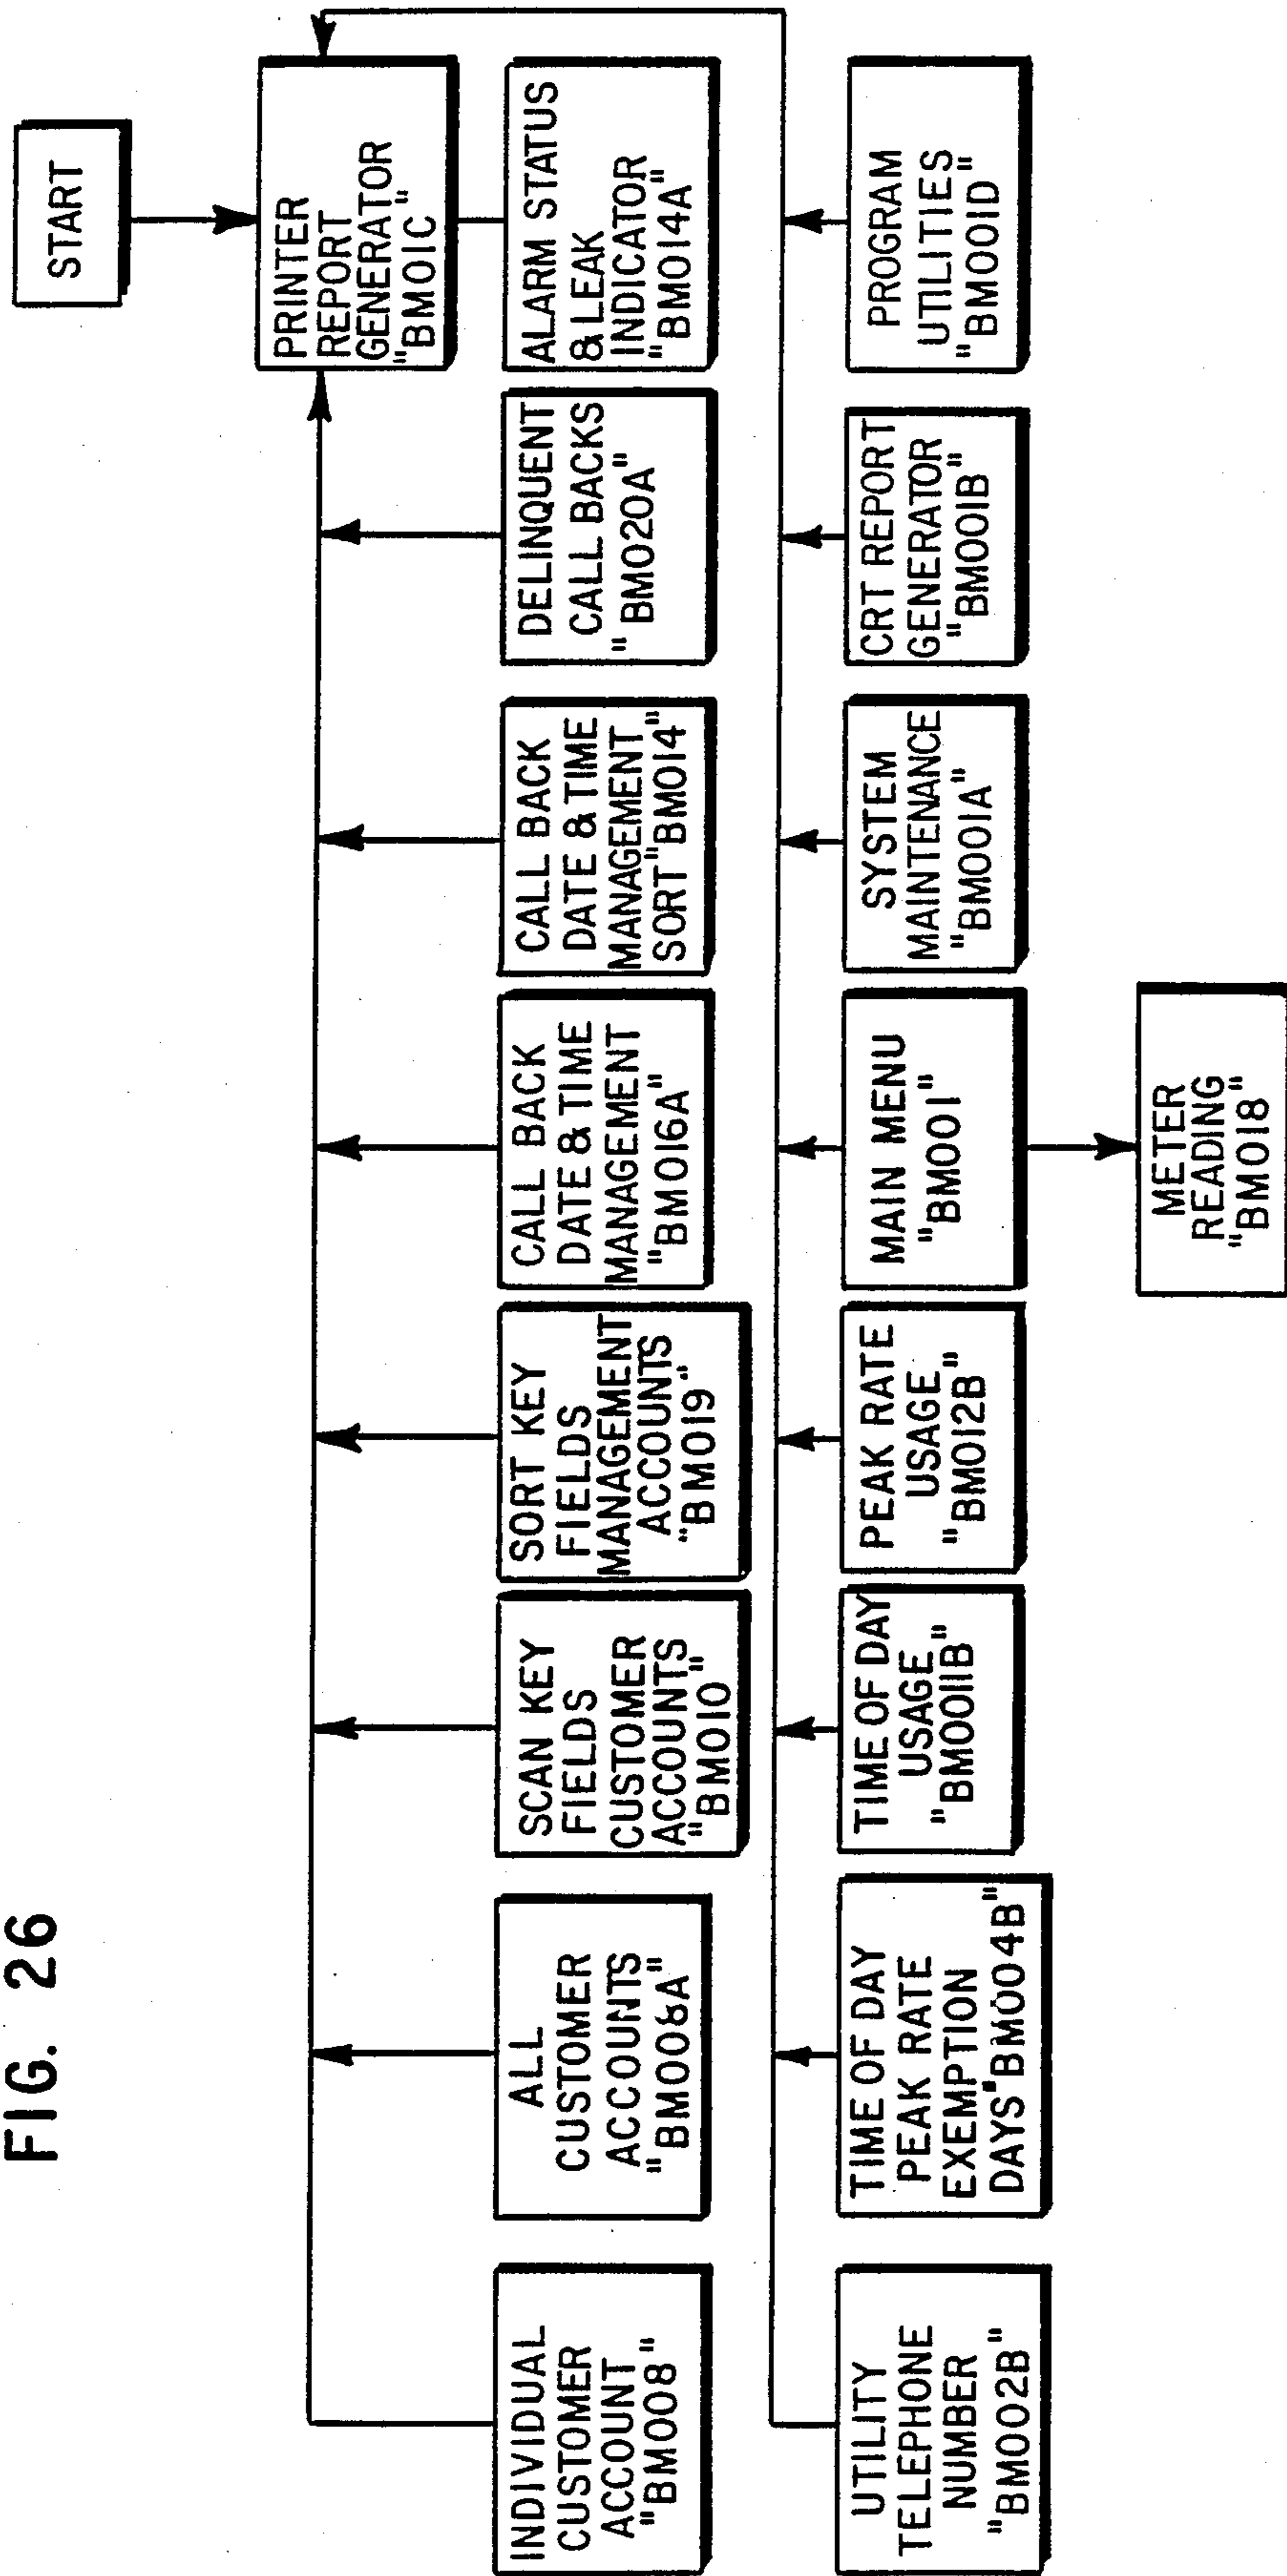 FIG. 26
START
PRINTER
REPORT
GENERATOR
"BM01C"
INDIVIDUAL
CUSTOMER
ACCOUNT
"BM008"
ALL
CUSTOMER
ACCOUNTS
"BM008A"
SCAN KEY
FIELDS
CUSTOMER
ACCOUNTS
"BM010"
SORT KEY
FIELDS
MANAGEMENT
ACCOUNTS
"BM019"
CALL BACK
DATE & TIME
MANAGEMENT
"BM016A"
CALL BACK
DATE & TIME
MANAGEMENT
SORT "BM014"
DELINQUENT
CALL BACKS
"BM020A"
ALARM STATUS
& LEAK
INDICATOR
"BM014A"
UTILITY
TELEPHONE
NUMBER
"BM002B"
TIME OF DAY
PEAK RATE
EXEMPTION
DAYS "BM004B"
TIME OF DAY
USAGE
"BM0011B"
PEAK RATE
USAGE
"BM012B"
MAIN MENU
"BM001"
SYSTEM
MAINTENANCE
"BM001A"
CRT REPORT
GENERATOR
"BM001B"
PROGRAM
UTILITIES
"BM001D"
METER
READING
"BM018"